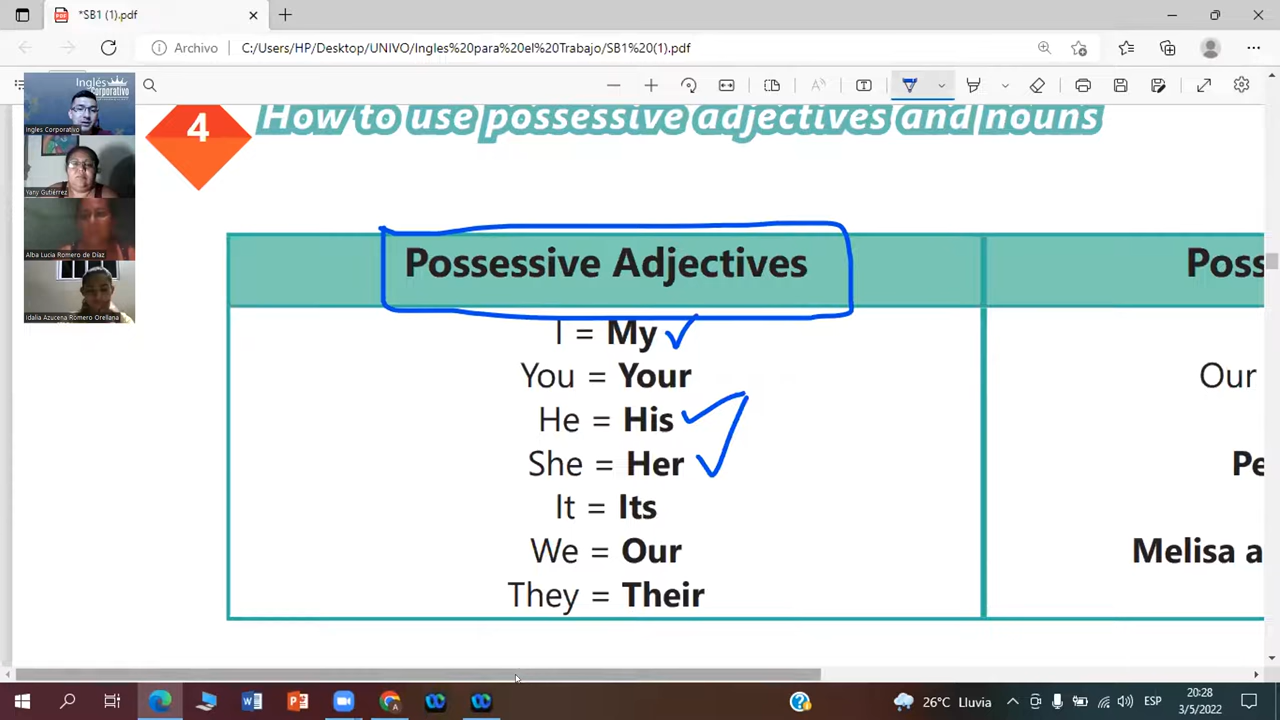 *SB1 (1).pdf
Archivo
C:/Users/HP/Desktop/UNIVO/Ingles%20para%20el%20Trabajo/SB1%20(1).pdf
Inglés
Corporativo
Ingles Corporativo
Yany Gutiérrez
Alba Lucia Romero de Díaz
Idalia Azucena Romero Orellana
4
How to use possessive adjectives and nouns
Possessive Adjectives
Poss
I = My
You = Your
Our
He = His
She = Her
Pe
It = Its
We = Our
Melisa a
They = Their
26°C Lluvia
ESP
20:28
3/5/2022